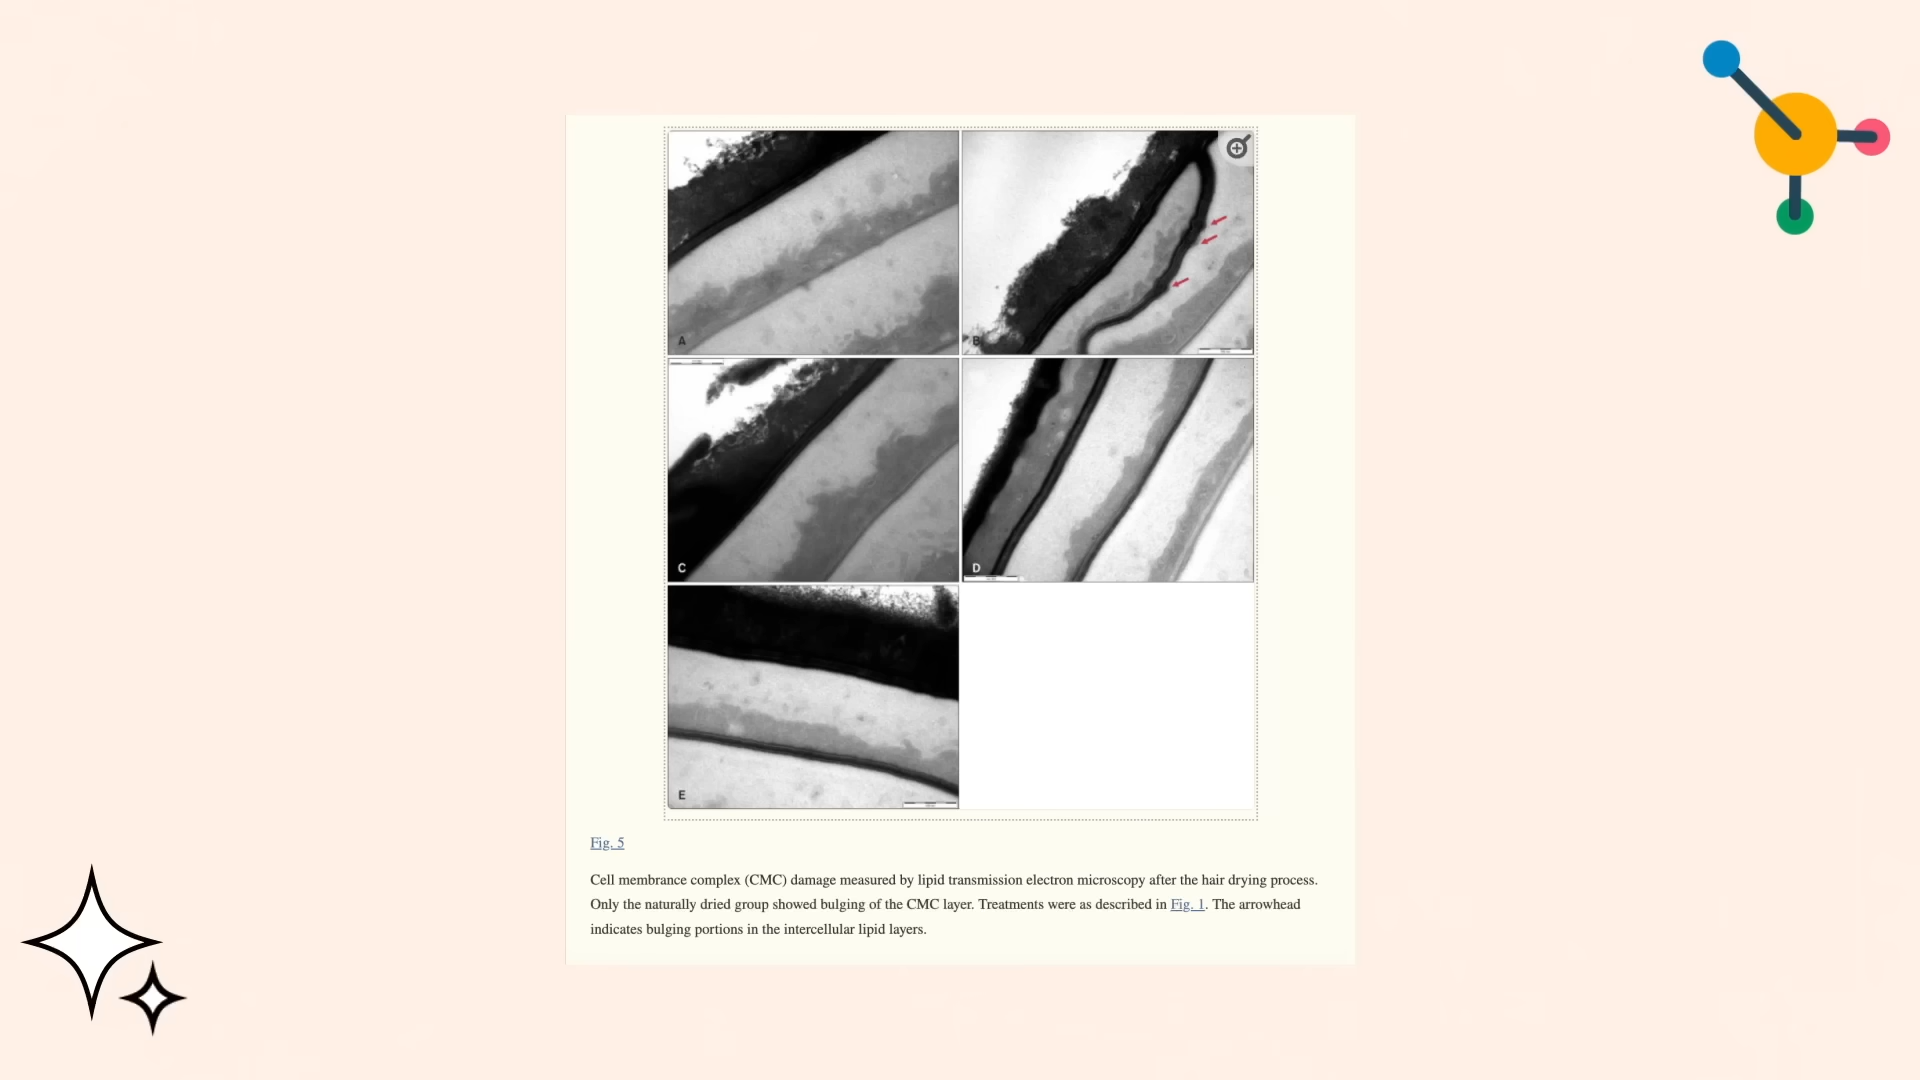 A
B
C
D
E
Fig. 5
Cell membrance complex (CMC) damage measured by lipid transmission electron microscopy after the hair drying process.
Only the naturally dried group showed bulging of the CMC layer. Treatments were as described in Fig. 1. The arrowhead
indicates bulging portions in the intercellular lipid layers.